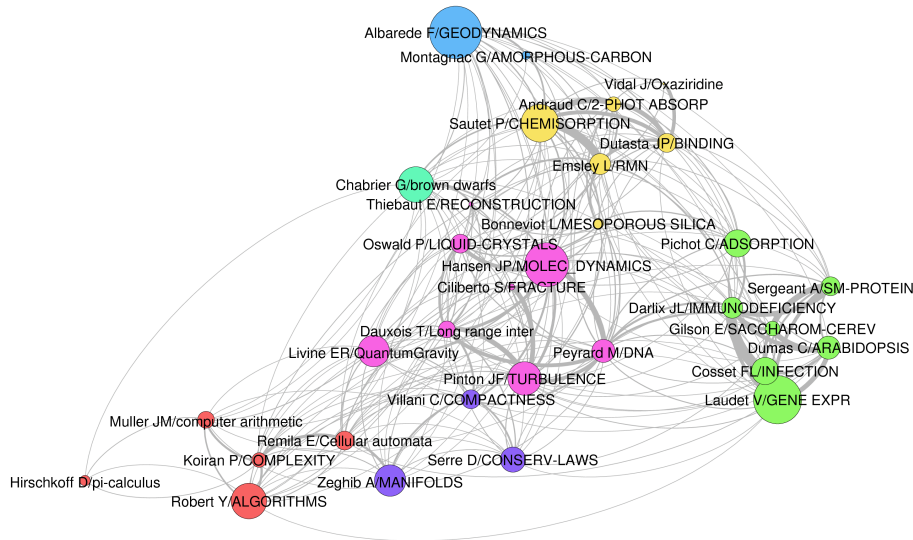 Albarede F/GEODYNAMICS
Montagnac G/AMORPHOUS-CARBON
Vidal J/Oxaziridine
Andraud C/2-PHOT ABSORP
Sautet P/CHEMISORPTION
Dutasta JP/BINDING
Emsley L/RMN
Chabrier G/brown dwarfs
Thiebaut E/RECONSTRUCTION
Bonneviot L/MESOPOROUS SILICA
Oswald P/LIQUID-CRYSTALS
Pichot C/ADSORPTION
Hansen JP/MOLEC_DYNAMICS
Ciliberto S/FRACTURE
Sergeant A/SM-PROTEIN
Darlix JL/IMMUNODEFICIENCY
Dauxois T/Long range inter
Gilson E/SACCHAROM-CEREV
Livine ER/QuantumGravity
Peyrard M/DNA
Dumas C/ARABIDOPSIS
Cosset FL/INFECTION
Pinton JF/TURBULENCE
Villani C/COMPACTNESS
Laudet V/GENE EXPR
Muller JM/computer arithmetic
Remila E/Cellular automata
Koiran P/COMPLEXITY
Serre D/CONSERV-LAWS
Hirschkoff D/pi-calculus
Zeghib A/MANIFOLDS
Robert Y/ALGORITHMS